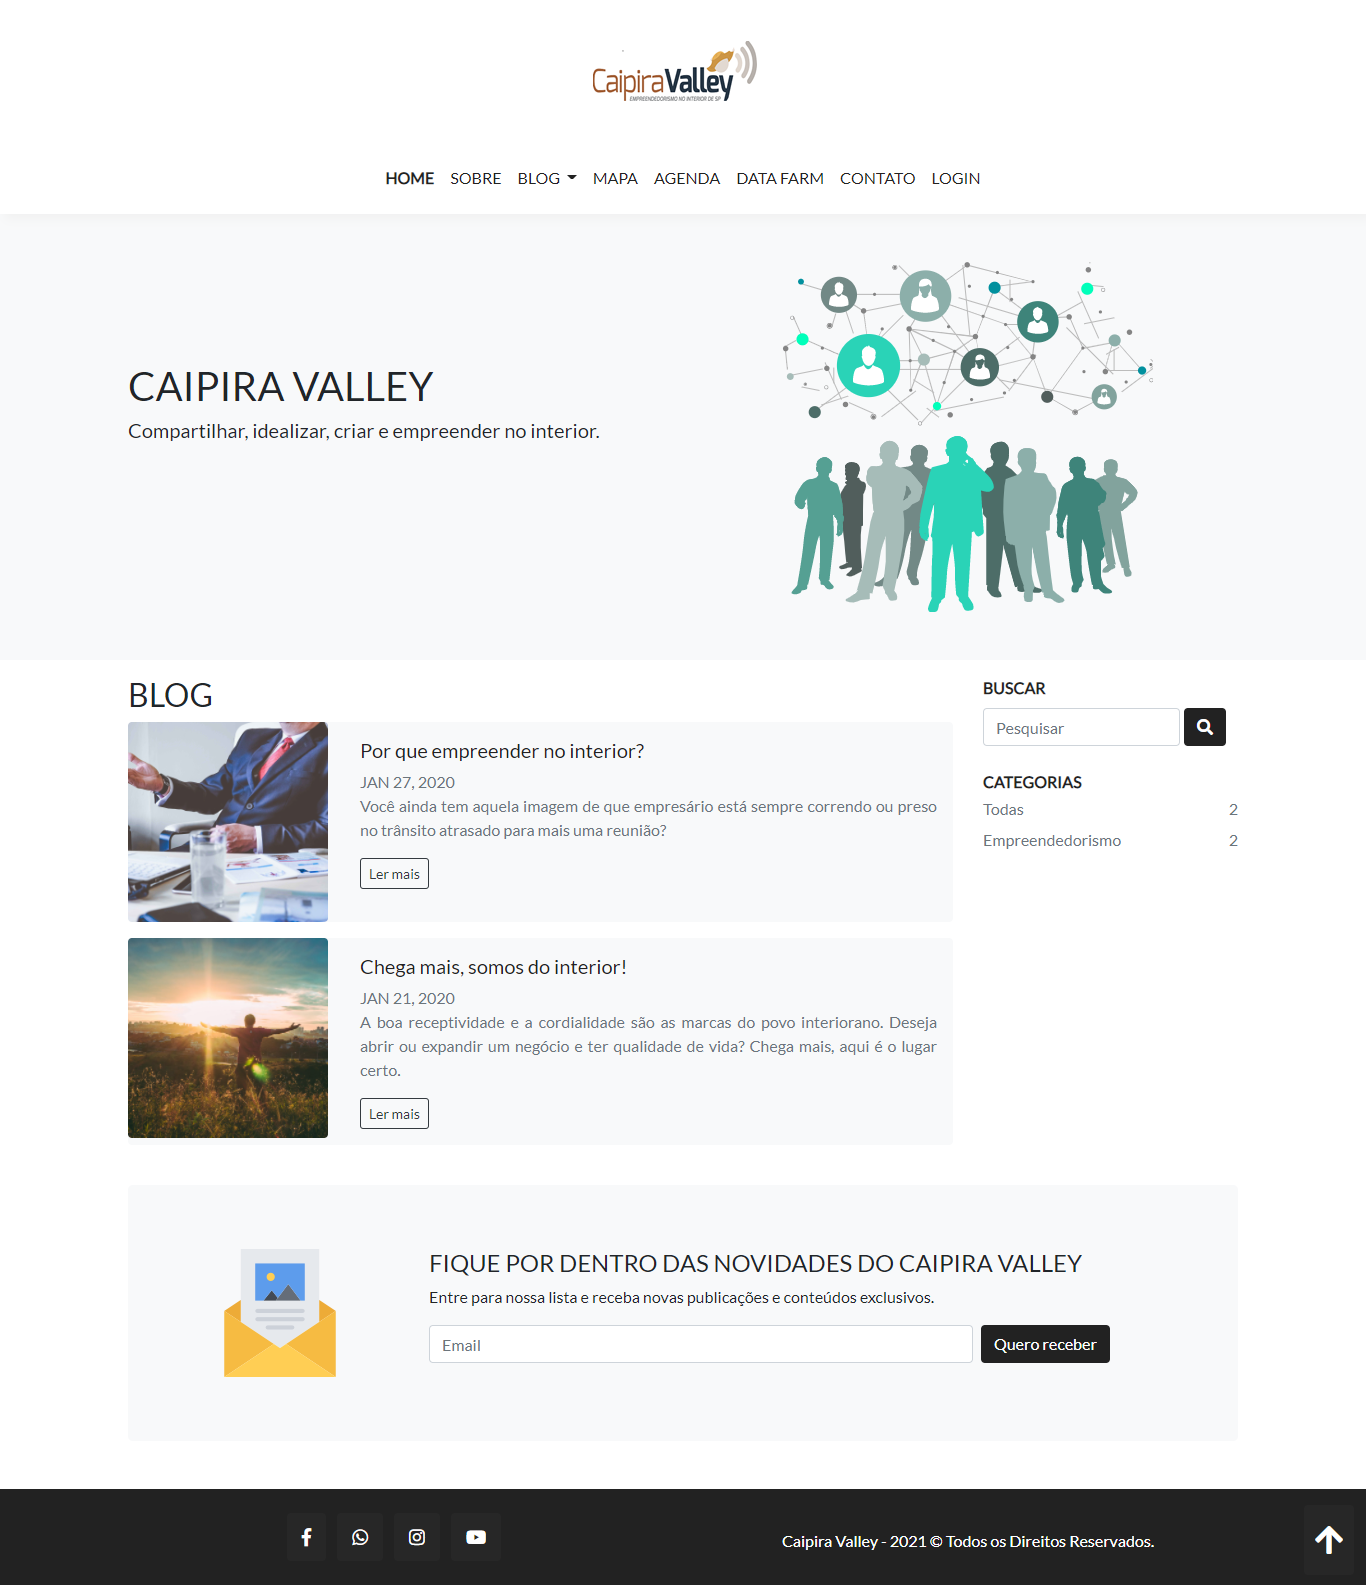 CaipiraValley
EMPREENDEDORISMO NO INTERIOR DE SP
HOME SOBRE BLOG MAPA AGENDA DATA FARM CONTATO LOGIN
CAIPIRA VALLEY
Compartilhar, idealizar, criar e empreender no interior.
BLOG
Por que empreender no interior?
JAN 27, 2020
Você ainda tem aquela imagem de que empresário está sempre correndo ou preso
no trânsito atrasado para mais uma reunião?
Ler mais
Chega mais, somos do interior!
JAN 21, 2020
A boa receptividade e a cordialidade são as marcas do povo interiorano. Deseja
abrir ou expandir um negócio e ter qualidade de vida? Chega mais, aqui é o lugar
certo.
Ler mais
BUSCAR
Pesquisar
CATEGORIAS
Todas 2
Empreendedorismo 2
FIQUE POR DENTRO DAS NOVIDADES DO CAIPIRA VALLEY
Entre para nossa lista e receba novas publicações e conteúdos exclusivos.
Email Quero receber
Caipira Valley - 2021 © Todos os Direitos Reservados.